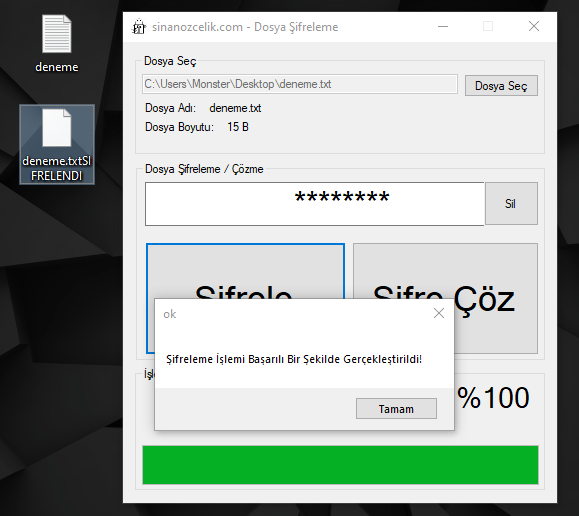 deneme
deneme.txtSI
FRELENDI
sinanozcelik.com - Dosya Şifreleme
Dosya Seç
C:\Users\Monster\Desktop\deneme.txt
Dosya Seç
Dosya Adı: deneme.txt
Dosya Boyutu: 15 B
Dosya Şifreleme / Çözme
********
Sil
Şifrele
Şifre Çöz
ok
Şifreleme İşlemi Başarılı Bir Şekilde Gerçekleştirildi!
Tamam
%100